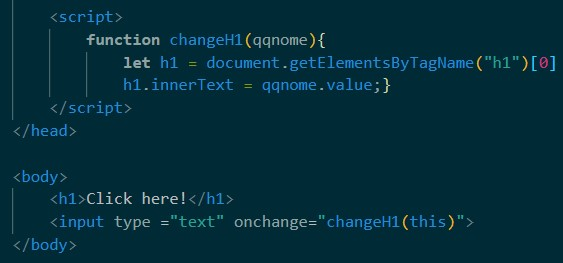 <script>
function changeH1(qqnome){
let h1 = document.getElementsByTagName("h1")[0]
h1.innerText = qqnome.value;}
</script>
</head>
<body>
<h1>Click here!</h1>
<input type ="text" onchange="changeH1(this)">
</body>